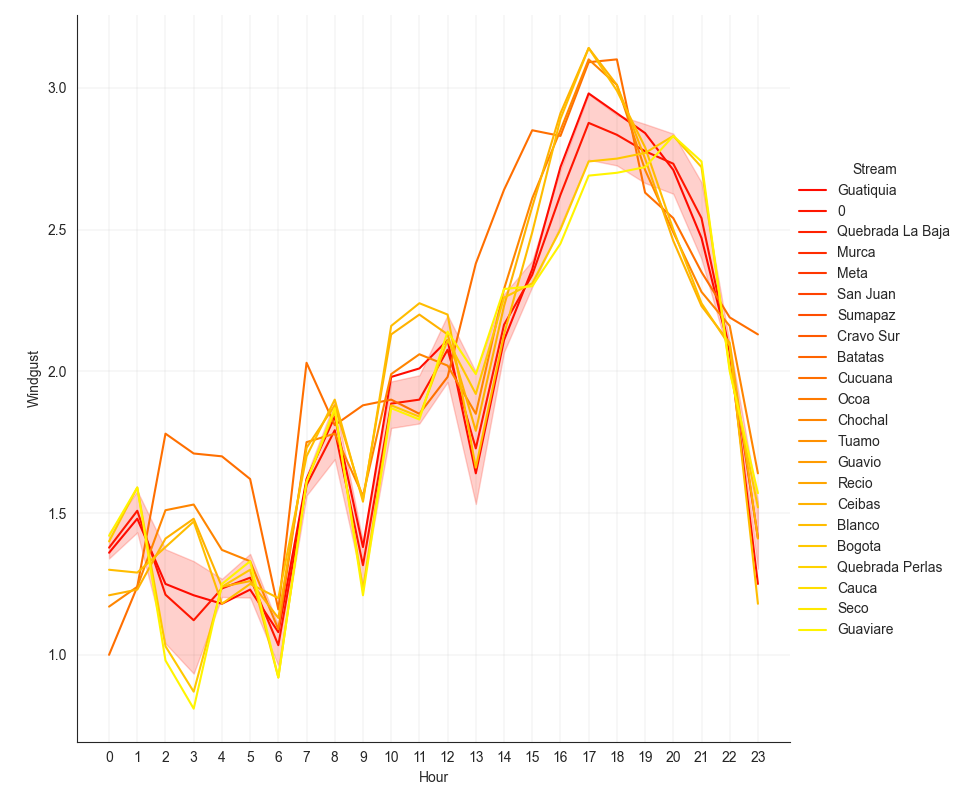 Windgust
3.0
2.5
2.0
1.5
1.0
0 1 2 3 4 5 6 7 8 9 10 11 12 13 14 15 16 17 18 19 20 21 22 23
Hour
Stream
Guatiquia
0
Quebrada La Baja
Murca
Meta
San Juan
Sumapaz
Cravo Sur
Batatas
Cucuana
Ocoa
Chochal
Tuamo
Guavio
Recio
Ceibas
Blanco
Bogota
Quebrada Perlas
Cauca
Seco
Guaviare